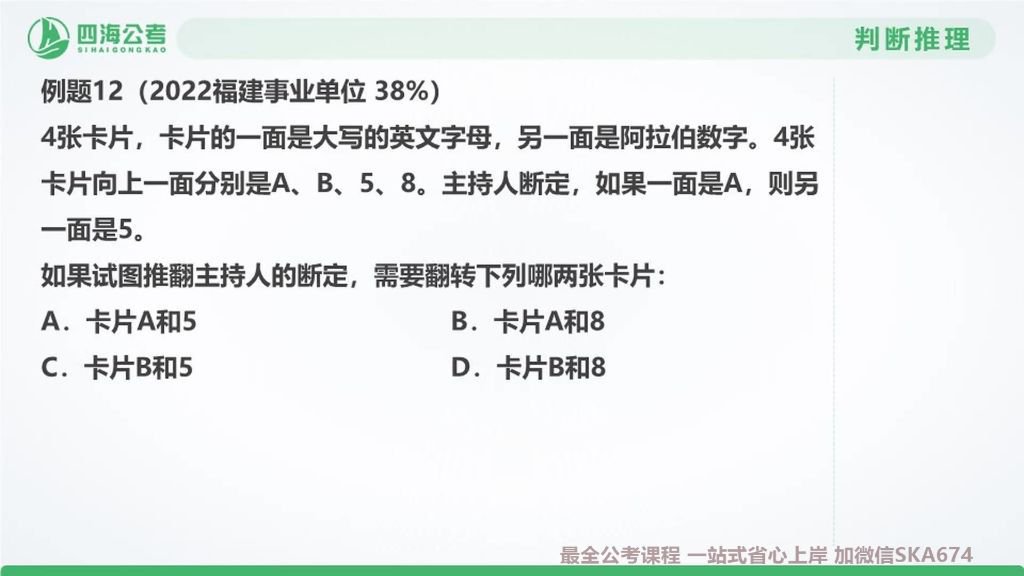 四海公考
SIHAIGONGKAO
判断推理
例题12（2022福建事业单位 38%）
4张卡片，卡片的一面是大写的英文字母，另一面是阿拉伯数字。4张
卡片向上一面分别是A、B、5、8。主持人断定，如果一面是A，则另
一面是5。
如果试图推翻主持人的断定，需要翻转下列哪两张卡片：
A．卡片A和5
B．卡片A和8
C．卡片B和5
D．卡片B和8
最全公考课程 一站式省心上岸 加微信SKA674